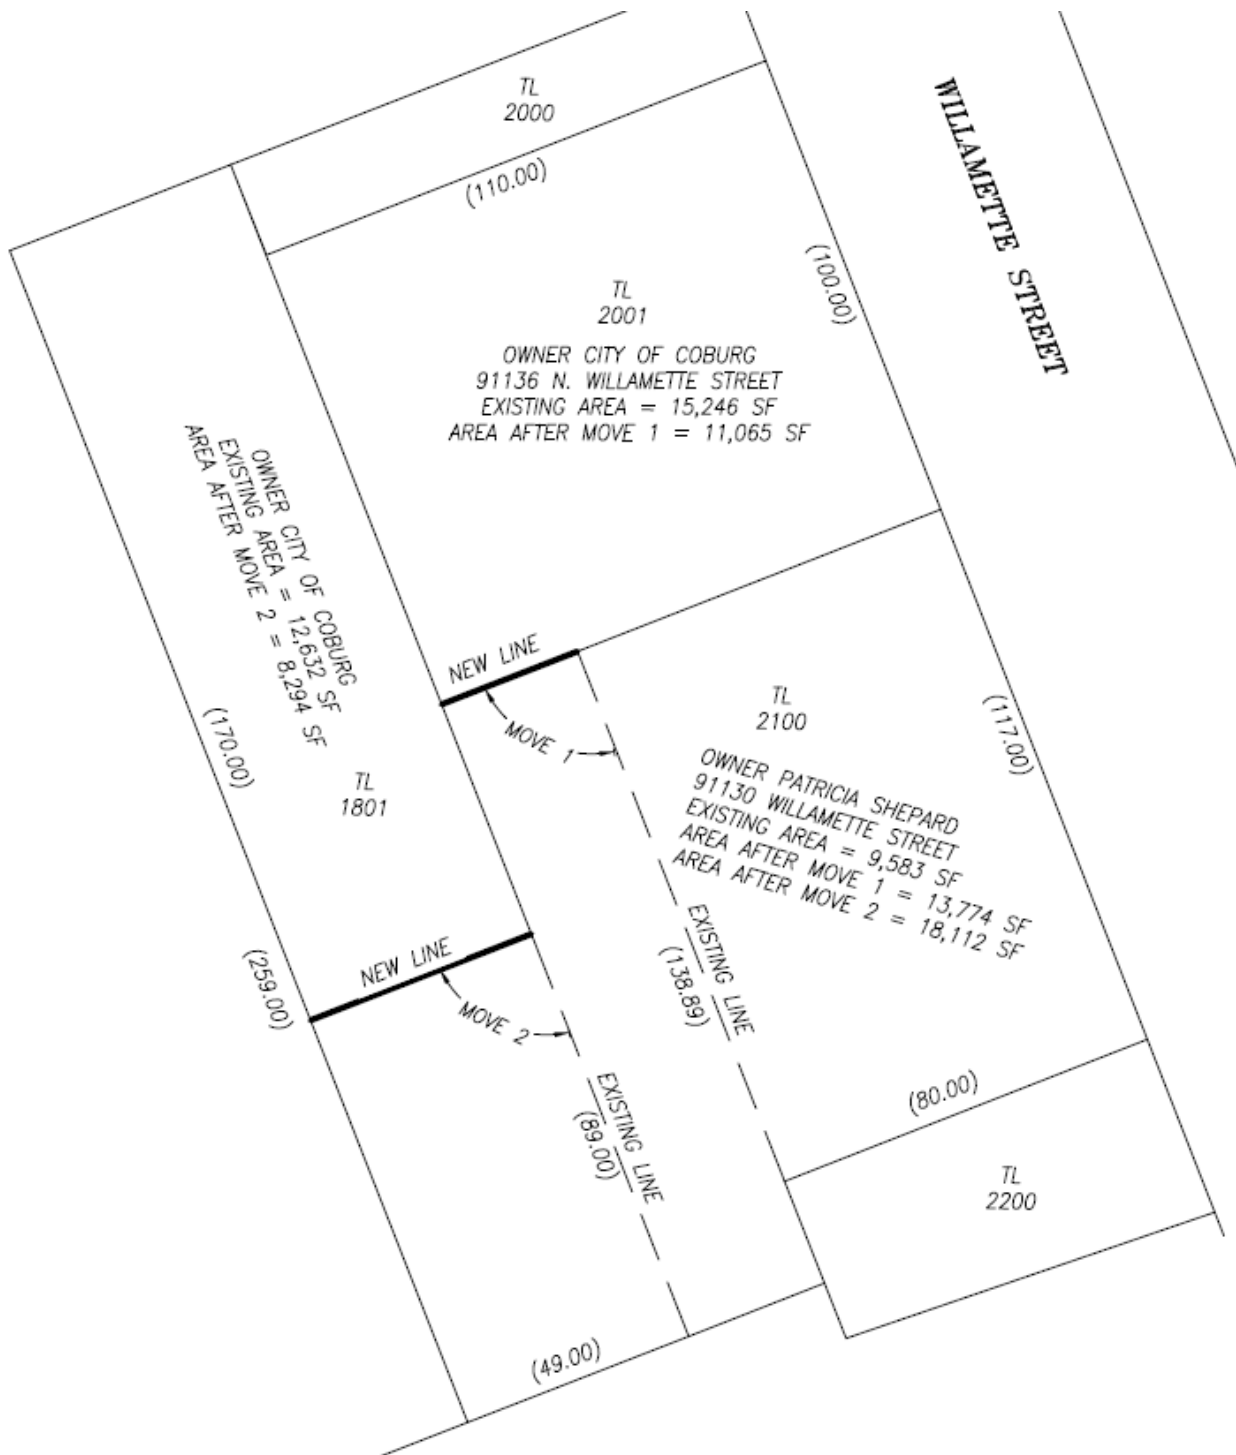 TL
2000
(110.00)
WILLAMETTE STREET
(100.00)
TL
2001
OWNER CITY OF COBURG
91136 N. WILLAMETTE STREET
EXISTING AREA = 15,246 SF
AREA AFTER MOVE 1 = 11,065 SF
OWNER CITY OF COBURG
EXISTING AREA = 12,632 SF
AREA AFTER MOVE 2 = 8,294 SF
(170.00)
TL
1801
NEW LINE
MOVE 1
TL
2100
(117.00)
OWNER PATRICIA SHEPARD
91130 WILLAMETTE STREET
EXISTING AREA = 9,583 SF
AREA AFTER MOVE 1 = 13,774 SF
AREA AFTER MOVE 2 = 18,112 SF
EXISTING LINE
(138.89)
NEW LINE
(259.00)
MOVE 2
EXISTING LINE
(89.00)
(80.00)
TL
2200
(49.00)